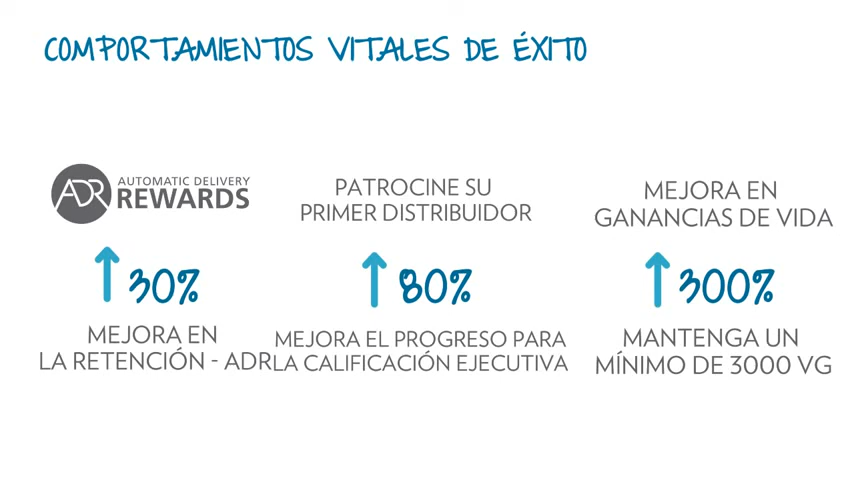 COMPORTAMIENTOS VITALES DE ÉXITO
ADR AUTOMATIC DELIVERY
REWARDS
30%
MEJORA EN
LA RETENCIÓN - ADR
PATROCINE SU
PRIMER DISTRIBUIDOR
80%
MEJORA EL PROGRESO PARA
LA CALIFICACIÓN EJECUTIVA
MEJORA EN
GANANCIAS DE VIDA
300%
MANTENGA UN
MÍNIMO DE 3000 VG